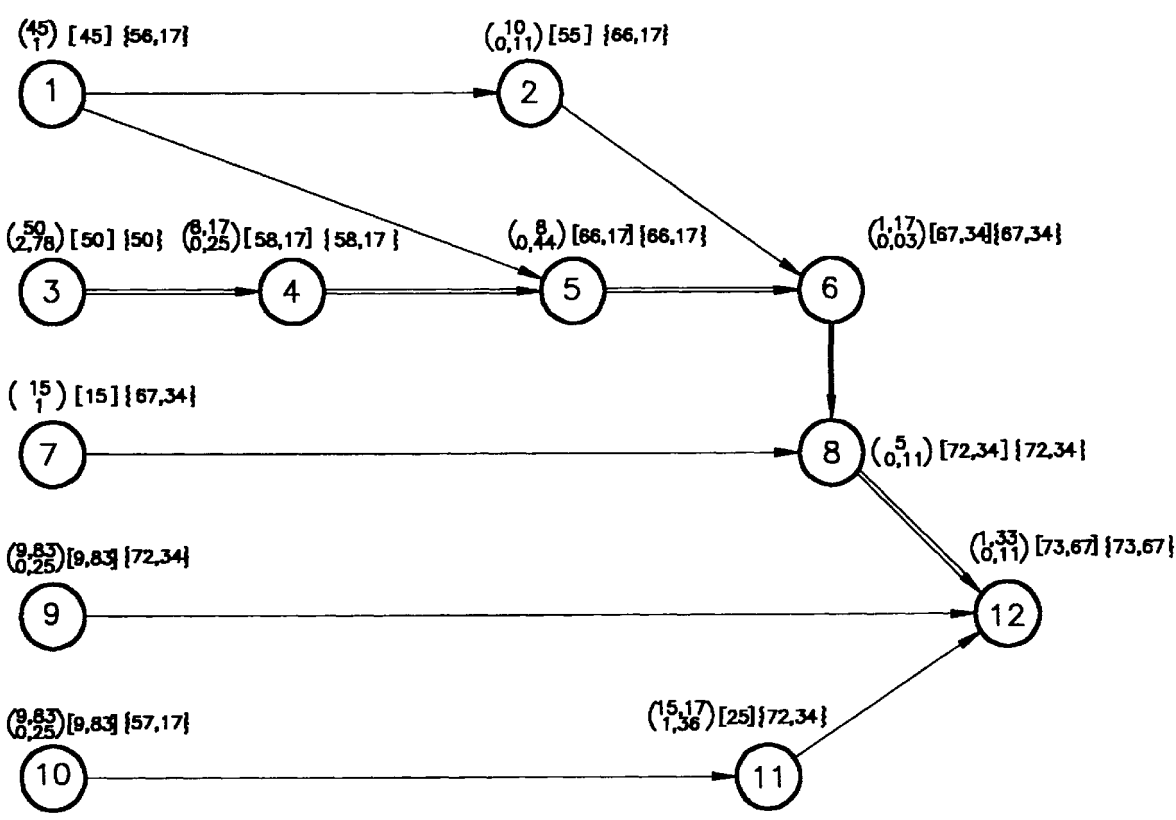 (45 1) [45] {56,17} (10 0,11) [55] {66,17}
1 2
(50 2,78) [50] {50} (8,17 0,25) [58,17] {58,17} (8 0,44) [66,17] {66,17} (1,17 0,03) [67,34] {67,34}
3 4 5 6
(15 1) [15] {67,34}
7 8 (5 0,11) [72,34] {72,34}
(9,83 0,25) [9,83] {72,34} (1,33 0,11) [73,67] {73,67}
9 12
(9,83 0,25) [9,83] {57,17} (15,17 1,36) [25] {72,34}
10 11